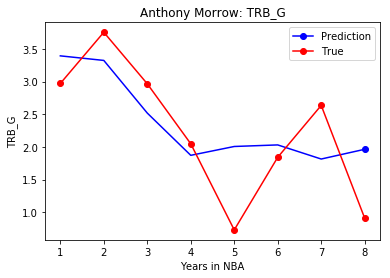 Anthony Morrow: TRB_G
Prediction
True
3.5
3.0
2.5
2.0
1.5
1.0
TRB_G
1 2 3 4 5 6 7 8
Years in NBA